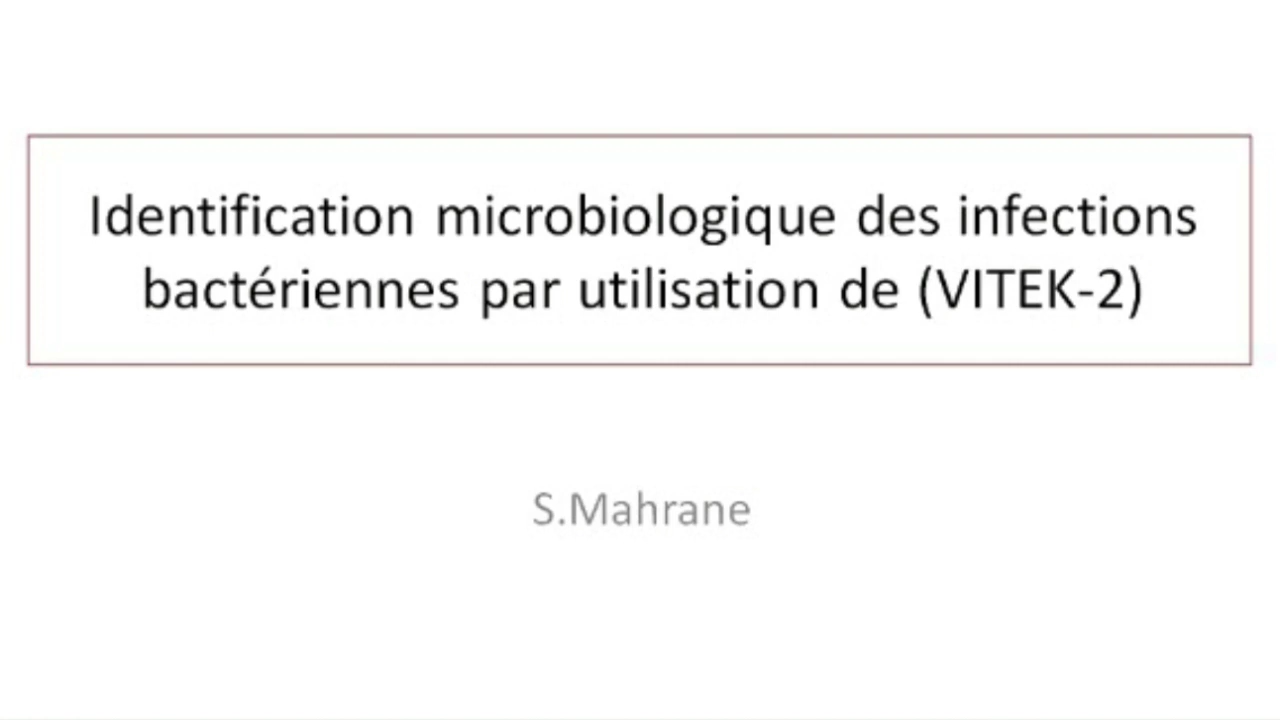 Identification microbiologique des infections
bactériennes par utilisation de (VITEK-2)
S.Mahrane